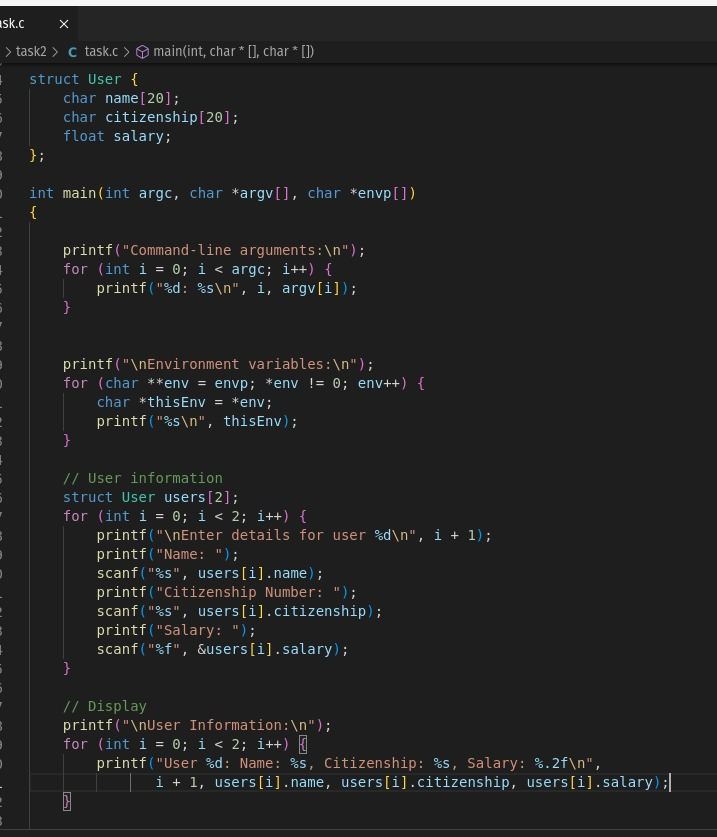 ask.c ×
> task2 > C task.c > main(int, char * [], char * [])
struct User {
    char name[20];
    char citizenship[20];
    float salary;
};
int main(int argc, char *argv[], char *envp[])
{
    printf("Command-line arguments:\n");
    for (int i = 0; i < argc; i++) {
        printf("%d: %s\n", i, argv[i]);
    }
    printf("\nEnvironment variables:\n");
    for (char **env = envp; *env != 0; env++) {
        char *thisEnv = *env;
        printf("%s\n", thisEnv);
    }
    // User information
    struct User users[2];
    for (int i = 0; i < 2; i++) {
        printf("\nEnter details for user %d\n", i + 1);
        printf("Name: ");
        scanf("%s", users[i].name);
        printf("Citizenship Number: ");
        scanf("%s", users[i].citizenship);
        printf("Salary: ");
        scanf("%f", &users[i].salary);
    }
    // Display
    printf("\nUser Information:\n");
    for (int i = 0; i < 2; i++) {
        printf("User %d: Name: %s, Citizenship: %s, Salary: %.2f\n",
               i + 1, users[i].name, users[i].citizenship, users[i].salary);
    }